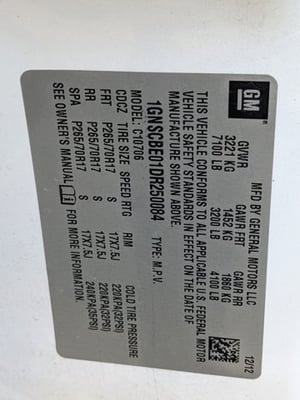 GM
MFD BY GENERAL MOTORS LLC
12/12
GVWR GAWR FRT GAWR RR
3221 KG 1452 KG 1860 KG
7100 LB 3200 LB 4100 LB
THIS VEHICLE CONFORMS TO ALL APPLICABLE U.S. FEDERAL MOTOR
VEHICLE SAFETY STANDARDS IN EFFECT ON THE DATE OF
MANUFACTURE SHOWN ABOVE.
1GNSCBE01DR250084 TYPE: M.P.V.
MODEL: C10706
CDCZ TIRE SIZE SPEED RTG RIM COLD TIRE PRESSURE
FRT P265/70R17 S 17X7.5J 220KPA(32PSI)
RR P265/70R17 S 17X7.5J 220KPA(32PSI)
SPA P265/70R17 S 17X7.5J 240KPA(35PSI)
SEE OWNER'S MANUAL FOR MORE INFORMATION.